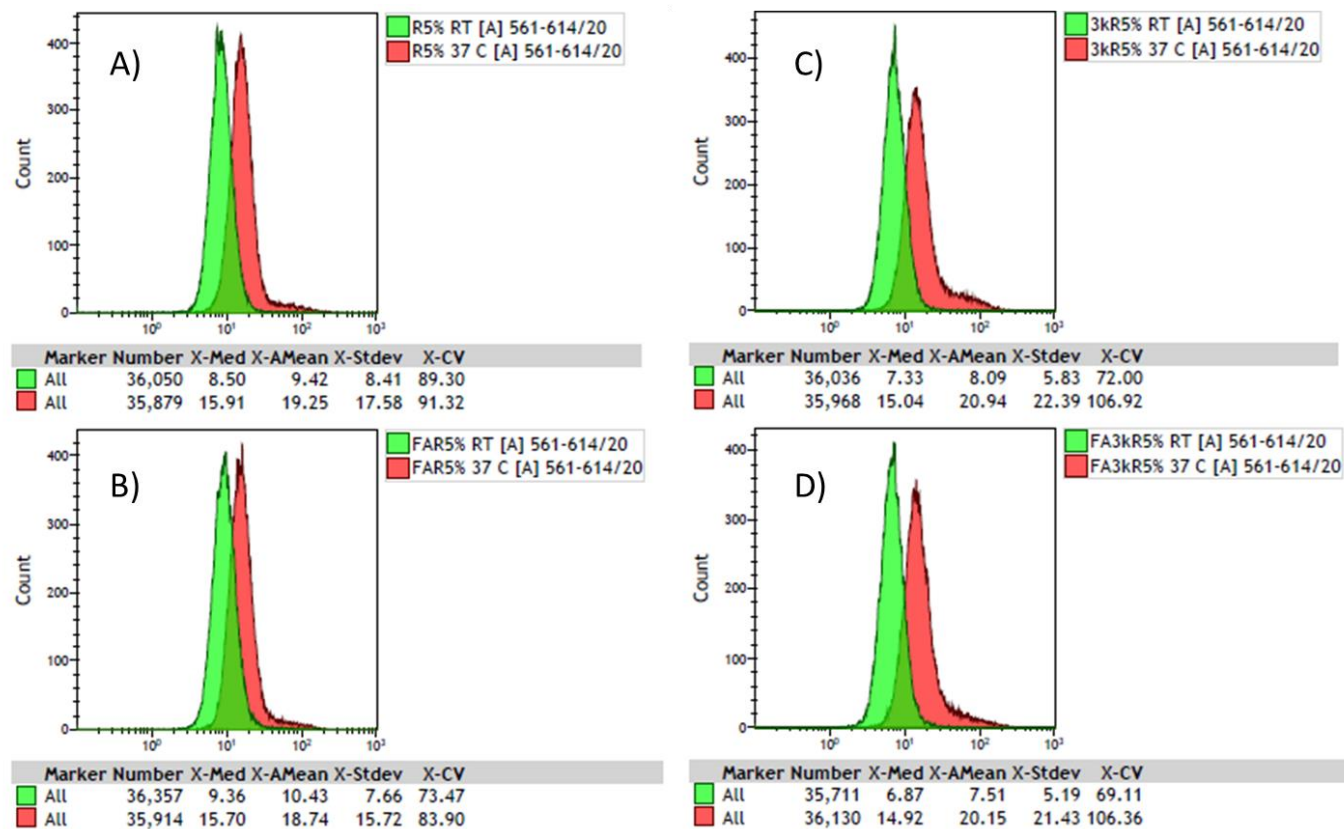 A)
R5% RT [A] 561-614/20
R5% 37 C [A] 561-614/20
Count
400
300
200
100
0
10⁰ 10¹ 10² 10³
Marker Number X-Med X-AMean X-Stdev X-CV
All 36,050 8.50 9.42 8.41 89.30
All 35,879 15.91 19.25 17.58 91.32
B)
FAR5% RT [A] 561-614/20
FAR5% 37 C [A] 561-614/20
Count
400
300
200
100
0
10⁰ 10¹ 10² 10³
Marker Number X-Med X-AMean X-Stdev X-CV
All 36,357 9.36 10.43 7.66 73.47
All 35,914 15.70 18.74 15.72 83.90
C)
3kR5% RT [A] 561-614/20
3kR5% 37 C [A] 561-614/20
Count
400
300
200
100
0
10⁰ 10¹ 10² 10³
Marker Number X-Med X-AMean X-Stdev X-CV
All 36,036 7.33 8.09 5.83 72.00
All 35,968 15.04 20.94 22.39 106.92
D)
FA3kR5% RT [A] 561-614/20
FA3kR5% 37 C [A] 561-614/20
Count
400
300
200
100
0
10⁰ 10¹ 10² 10³
Marker Number X-Med X-AMean X-Stdev X-CV
All 35,711 6.87 7.51 5.19 69.11
All 36,130 14.92 20.15 21.43 106.36